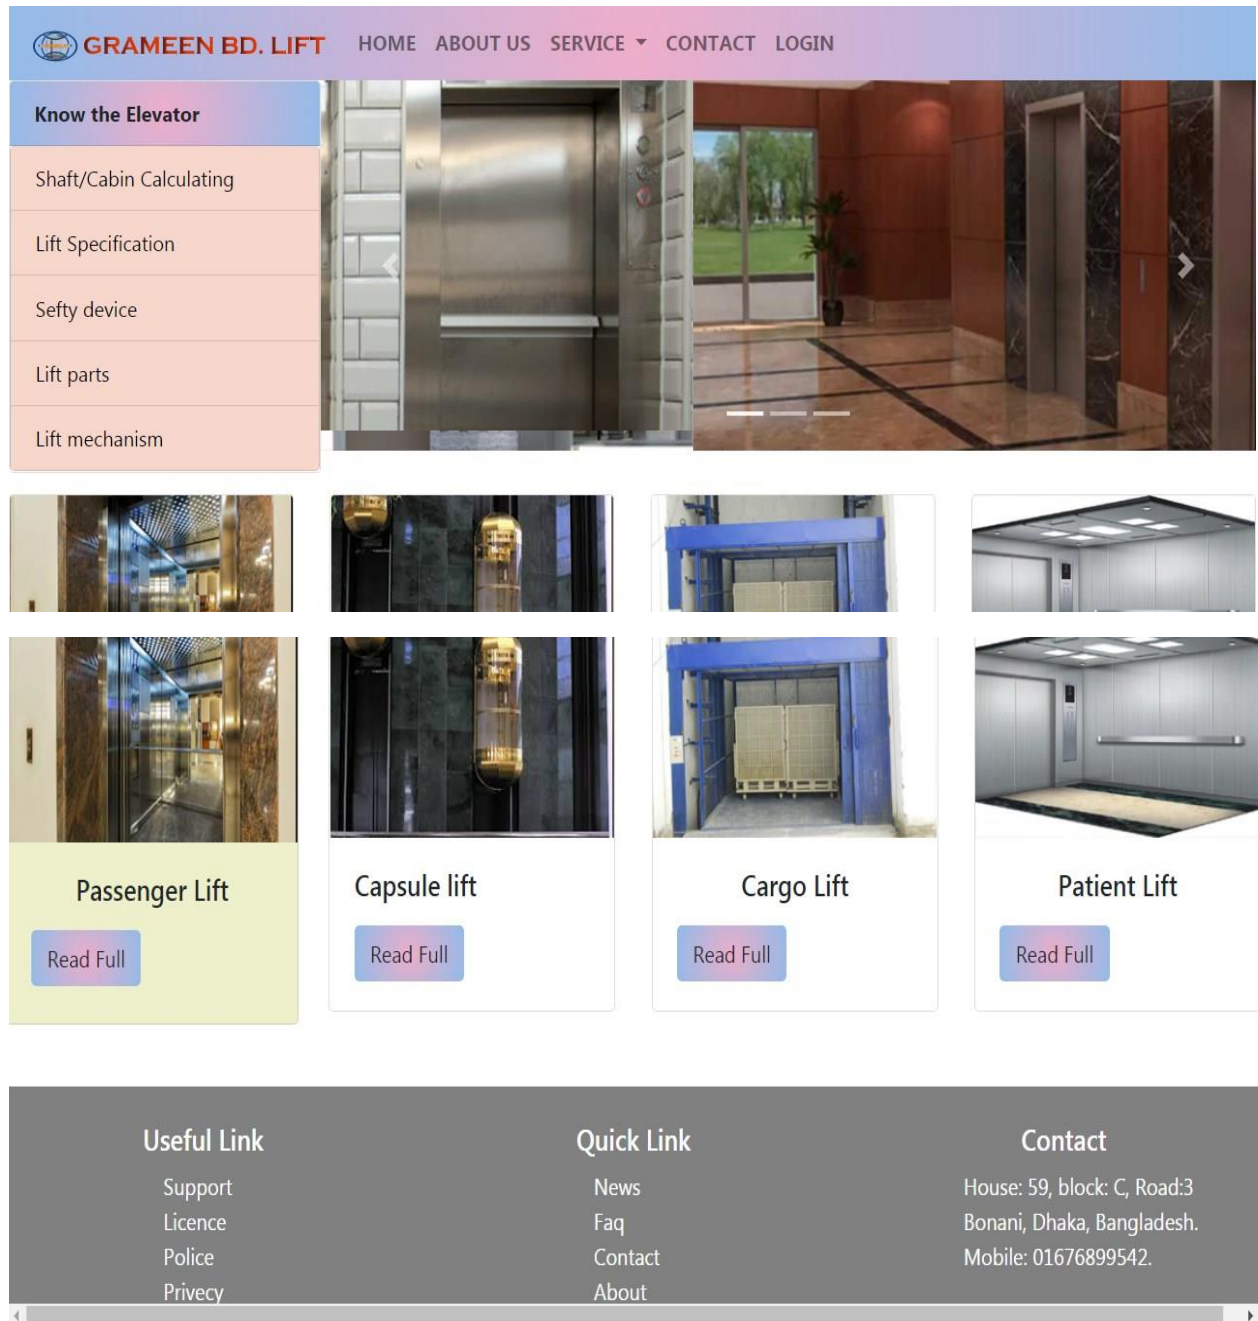 GRAMEEN BD. LIFT HOME ABOUT US SERVICE CONTACT LOGIN
Know the Elevator
Shaft/Cabin Calculating
Lift Specification
Sefty device
Lift parts
Lift mechanism
Passenger Lift
Read Full
Capsule lift
Read Full
Cargo Lift
Read Full
Patient Lift
Read Full
Useful Link
Support
Licence
Police
Privecy
Quick Link
News
Faq
Contact
About
Contact
House: 59, block: C, Road:3
Bonani, Dhaka, Bangladesh.
Mobile: 01676899542.